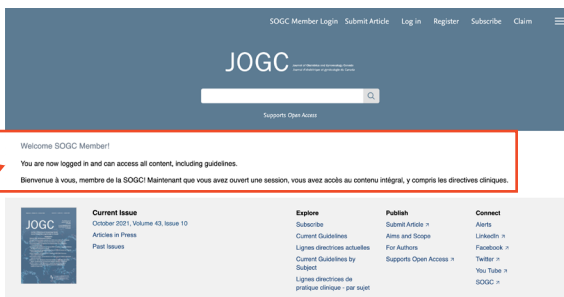 SOGC Member Login Submit Article Log in Register Subscribe Claim
JOGC
Supports Open Access
Welcome SOGC Member!
You are now logged in and can access all content, including guidelines.
Bienvenue à vous, membre de la SOGC! Maintenant que vous avez ouvert une session, vous avez accès au contenu intégral, y compris les directives cliniques.
JOGC
Current Issue
October 2021, Volume 43, Issue 10
Articles in Press
Past Issues
Explore
Subscribe
Current Guidelines
Lignes directrices actuelles
Current Guidelines by
Subject
Lignes directrices de
pratique clinique - par sujet
Publish
Submit Article
Aims and Scope
For Authors
Supports Open Access
Connect
Alerts
LinkedIn
Facebook
Twitter
You Tube
SOGC